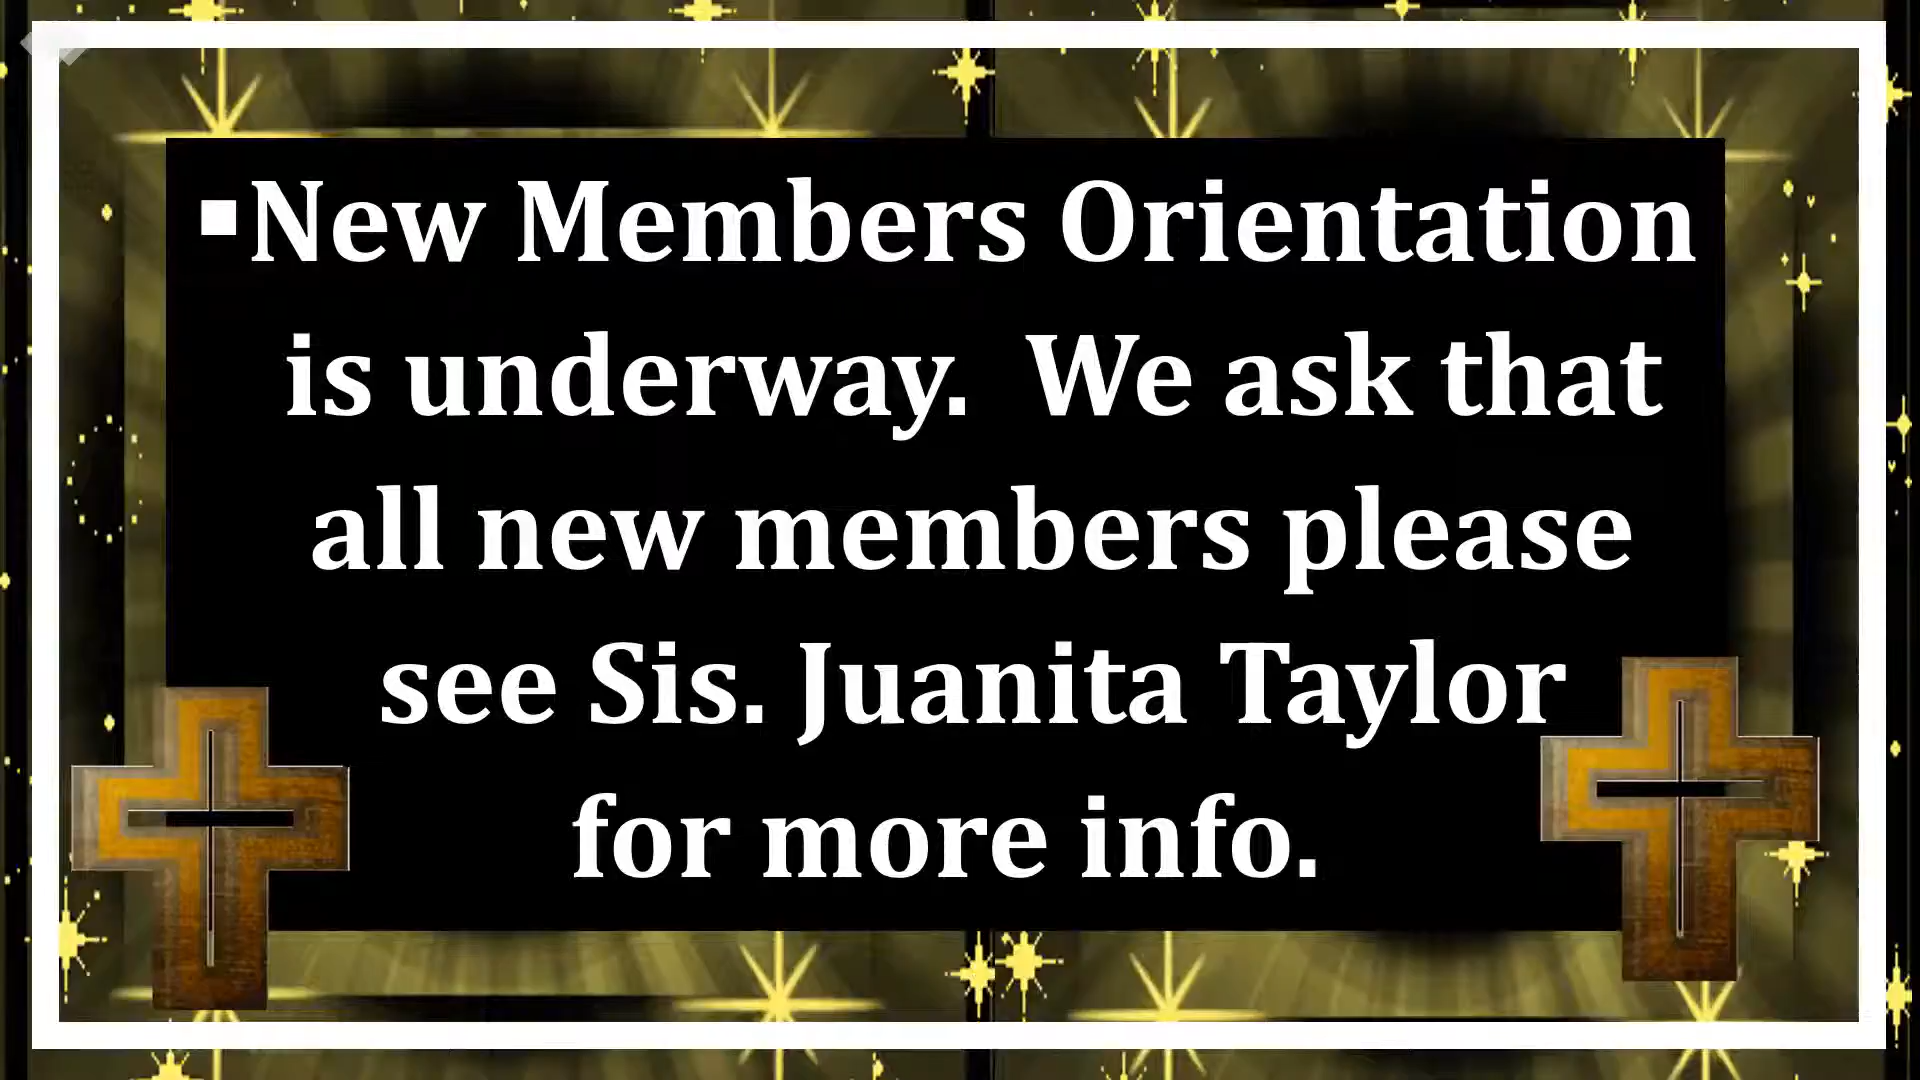 ▪New Members Orientation
is underway.  We ask that
all new members please
see Sis. Juanita Taylor
for more info.